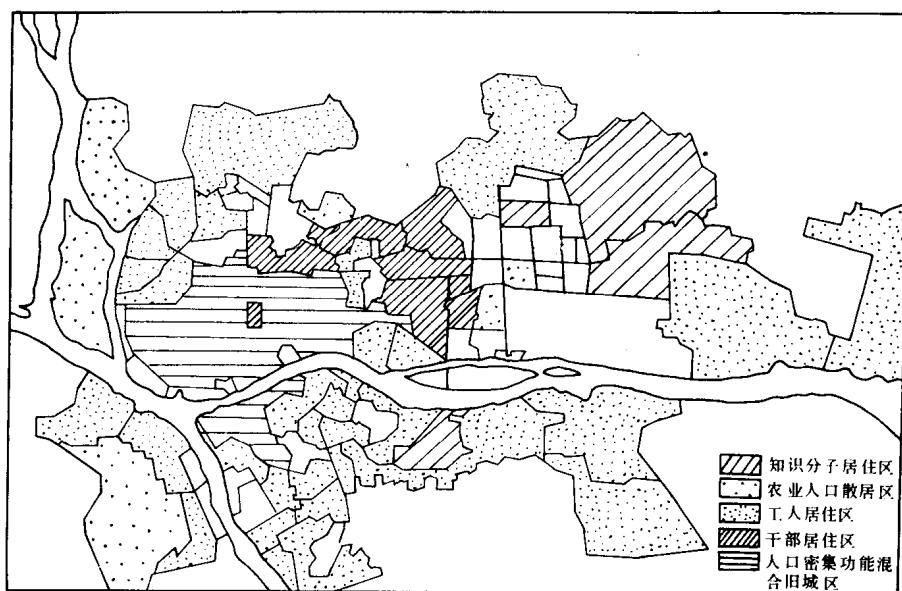 知识分子居住区
农业人口散居区
工人居住区
干部居住区
人口密集功能混
合旧城区